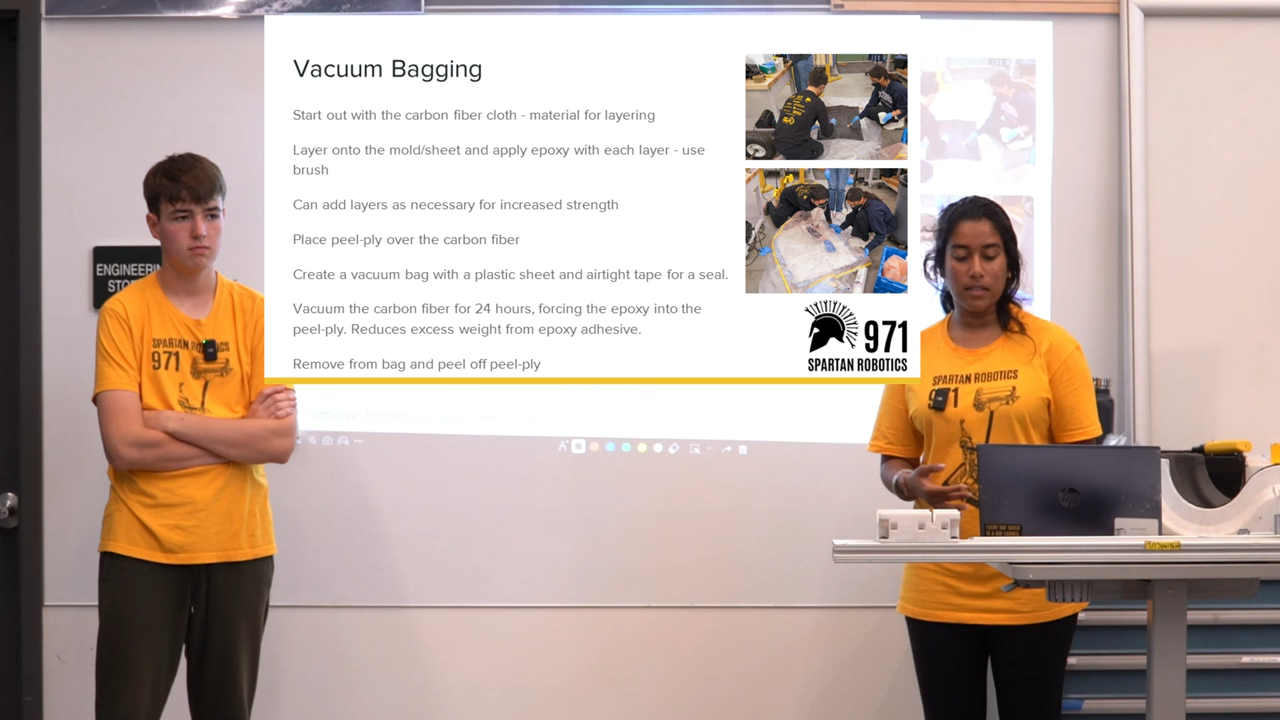 Vacuum Bagging
Start out with the carbon fiber cloth - material for layering
Layer onto the mold/sheet and apply epoxy with each layer - use
brush
Can add layers as necessary for increased strength
Place peel-ply over the carbon fiber
Create a vacuum bag with a plastic sheet and airtight tape for a seal.
Vacuum the carbon fiber for 24 hours, forcing the epoxy into the
peel-ply. Reduces excess weight from epoxy adhesive.
Remove from bag and peel off peel-ply
971
SPARTAN ROBOTICS
ENGINEERIN
STO
SPARTAN ROBOTICS
971
SPARTAN ROBOTICS
971
hp